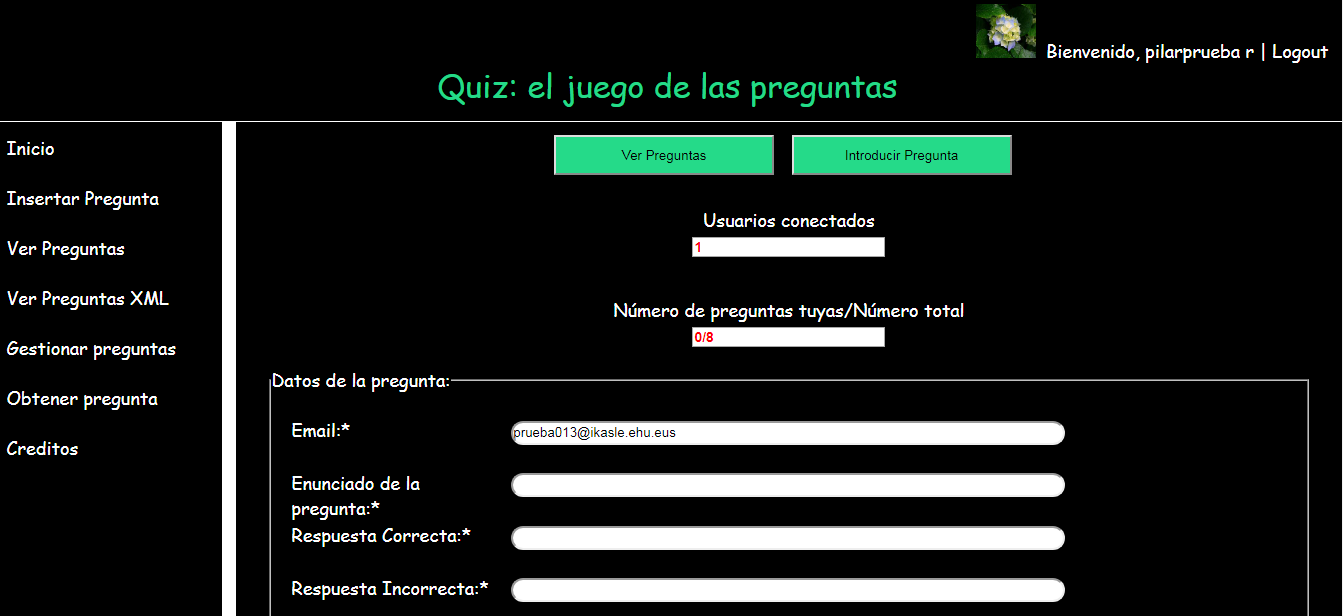 Bienvenido, pilarprueba r | Logout
Quiz: el juego de las preguntas
Inicio
Insertar Pregunta
Ver Preguntas
Ver Preguntas XML
Gestionar preguntas
Obtener pregunta
Creditos
Ver Preguntas
Introducir Pregunta
Usuarios conectados
1
Número de preguntas tuyas/Número total
0/8
Datos de la pregunta:
Email:*
prueba013@ikasle.ehu.eus
Enunciado de la
pregunta:*
Respuesta Correcta:*
Respuesta Incorrecta:*